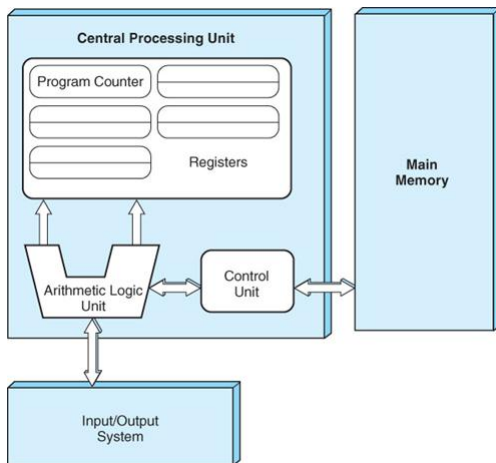 Central Processing Unit
Program Counter
Registers
Main
Memory
Arithmetic Logic
Unit
Control
Unit
Input/Output
System